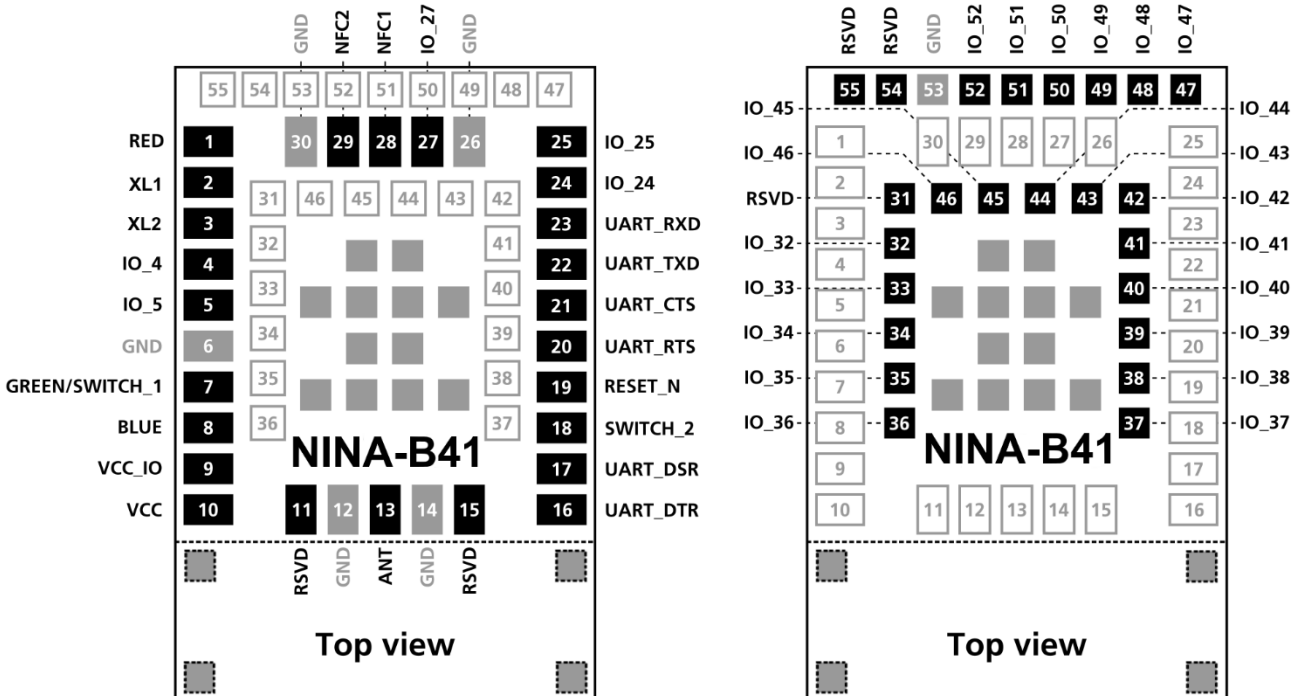 GND NFC2 NFC1 IO_27 GND
55 54 53 52 51 50 49 48 47
RED 1 30 29 28 27 26 25 IO_25
XL1 2 31 46 45 44 43 42 24 IO_24
XL2 3 32 41 23 UART_RXD
IO_4 4 33 40 22 UART_TXD
IO_5 5 34 39 21 UART_CTS
GND 6 35 38 20 UART_RTS
GREEN/SWITCH_1 7 36 37 19 RESET_N
BLUE 8 NINA-B41 18 SWITCH_2
VCC_IO 9 17 UART_DSR
VCC 10 11 12 13 14 15 16 UART_DTR
RSVD GND ANT GND RSVD
Top view
RSVD RSVD GND IO_52 IO_51 IO_50 IO_49 IO_48 IO_47
55 54 53 52 51 50 49 48 47
IO_45 IO_44
1 30 29 28 27 26 25
IO_46 IO_43
2 24
RSVD 31 46 45 44 43 42 IO_42
3 23
IO_32 32 41 IO_41
4 22
IO_33 33 40 IO_40
5 21
IO_34 34 39 IO_39
6 20
IO_35 35 38 IO_38
7 19
IO_36 8 36 37 18 IO_37
NINA-B41
9 17
10 11 12 13 14 15 16
Top view